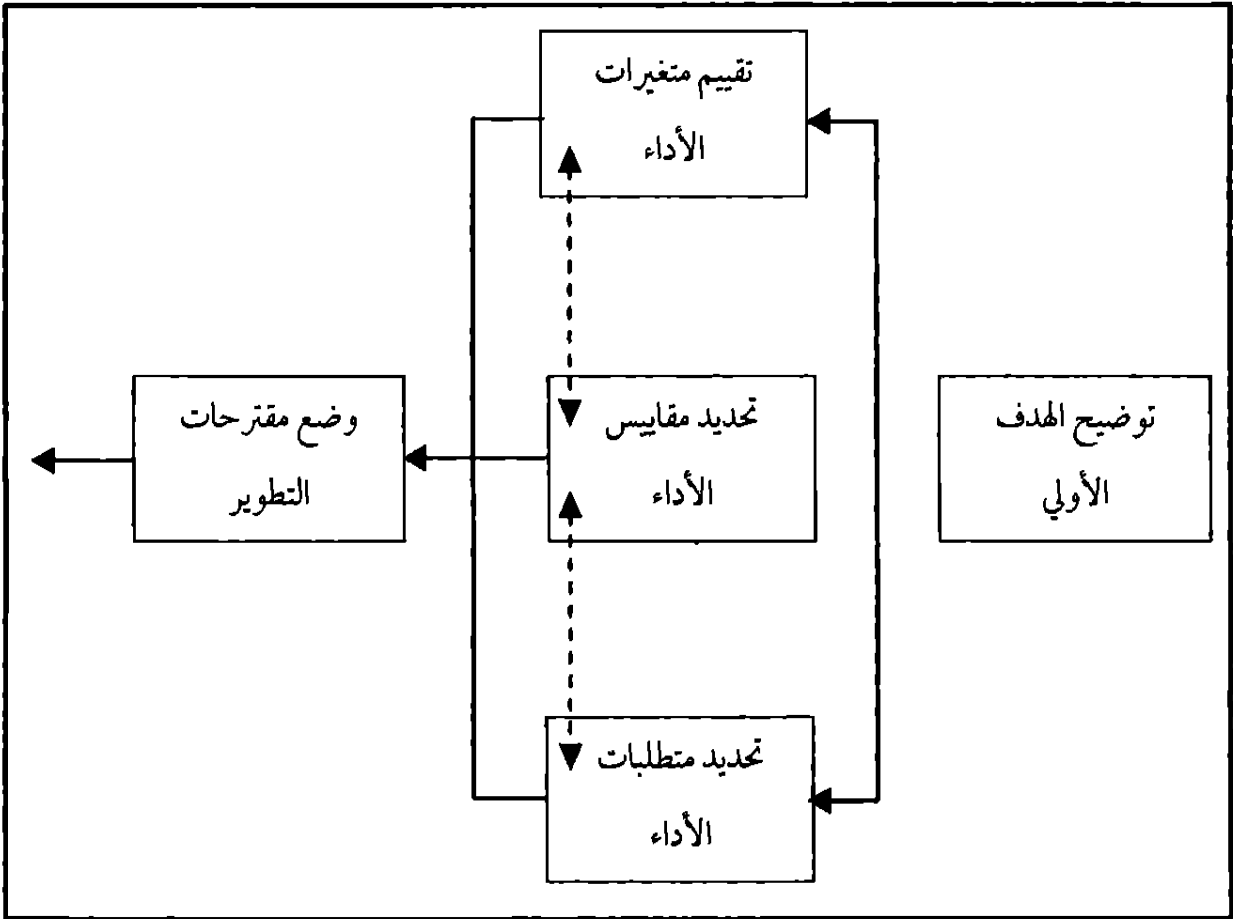 تقييم متغيرات
الأداء
توضيح الهدف
الأولي
تحديد مقاييس
الأداء
وضع مقترحات
التطوير
تحديد متطلبات
الأداء